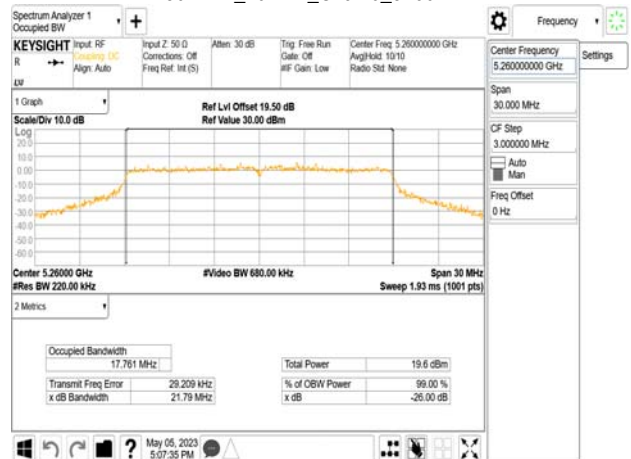 Spectrum Analyzer 1
Occupied BW
Frequency
KEYSIGHT
R
Input: RF
Coupling: DC
Align: Auto
Input Z: 50 Ω
Corrections: Off
Freq Ref: Int (S)
Atten: 30 dB
Trig: Free Run
Gate: Off
#IF Gain: Low
Center Freq: 5.260000000 GHz
Avg|Hold: 10/10
Radio Std: None
Center Frequency
5.260000000 GHz
Settings
Span
30.000 MHz
CF Step
3.000000 MHz
Auto
Man
Freq Offset
0 Hz
1 Graph
Scale/Div 10.0 dB
Ref Lvl Offset 19.50 dB
Ref Value 30.00 dBm
Log
20.0
10.0
0.00
-10.0
-20.0
-30.0
-40.0
-50.0
-60.0
Center 5.26000 GHz
#Video BW 680.00 kHz
Span 30 MHz
#Res BW 220.00 kHz
Sweep 1.93 ms (1001 pts)
2 Metrics
Occupied Bandwidth
17.761 MHz
Total Power 19.6 dBm
Transmit Freq Error 29.209 kHz
% of OBW Power 99.00 %
x dB Bandwidth 21.79 MHz
x dB -26.00 dB
May 05, 2023
5:07:35 PM